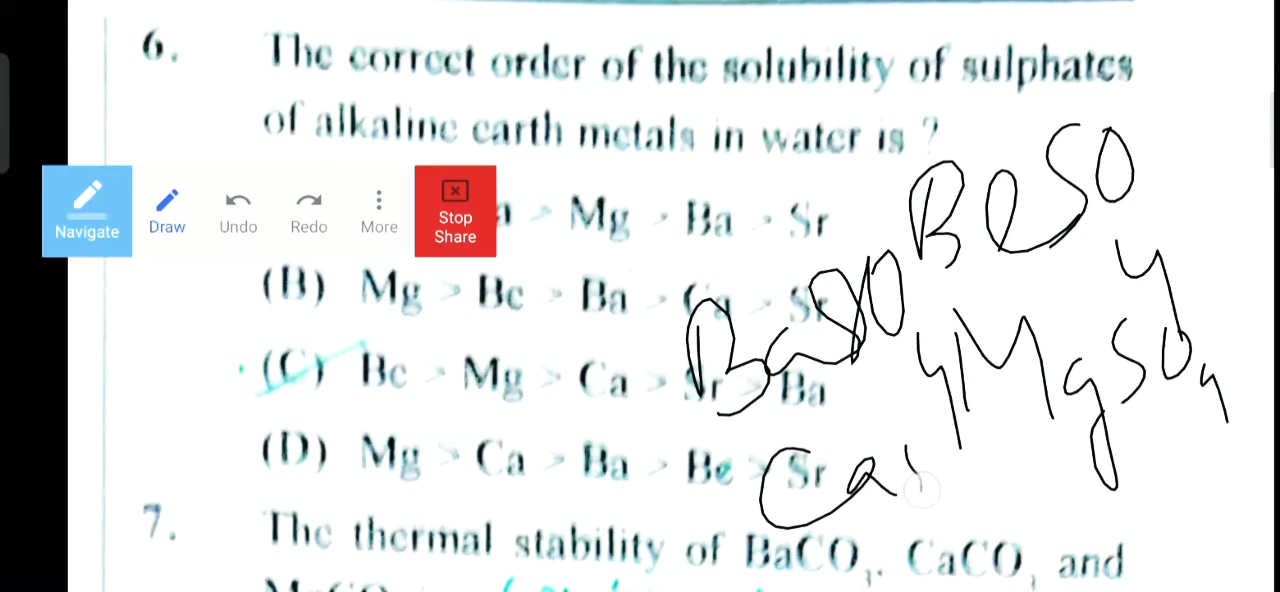 6. The correct order of the solubility of sulphates
of alkaline earth metals in water is ?
Navigate Draw Undo Redo More Stop Share
> Mg > Ba > Sr
(B) Mg > Be > Ba > Ca > Sr
(C) Be > Mg > Ca > Sr > Ba
(D) Mg > Ca > Ba > Be > Sr
BeSO4
BaSO4
MgSO4
Ca
7. The thermal stability of BaCO3, CaCO3 and